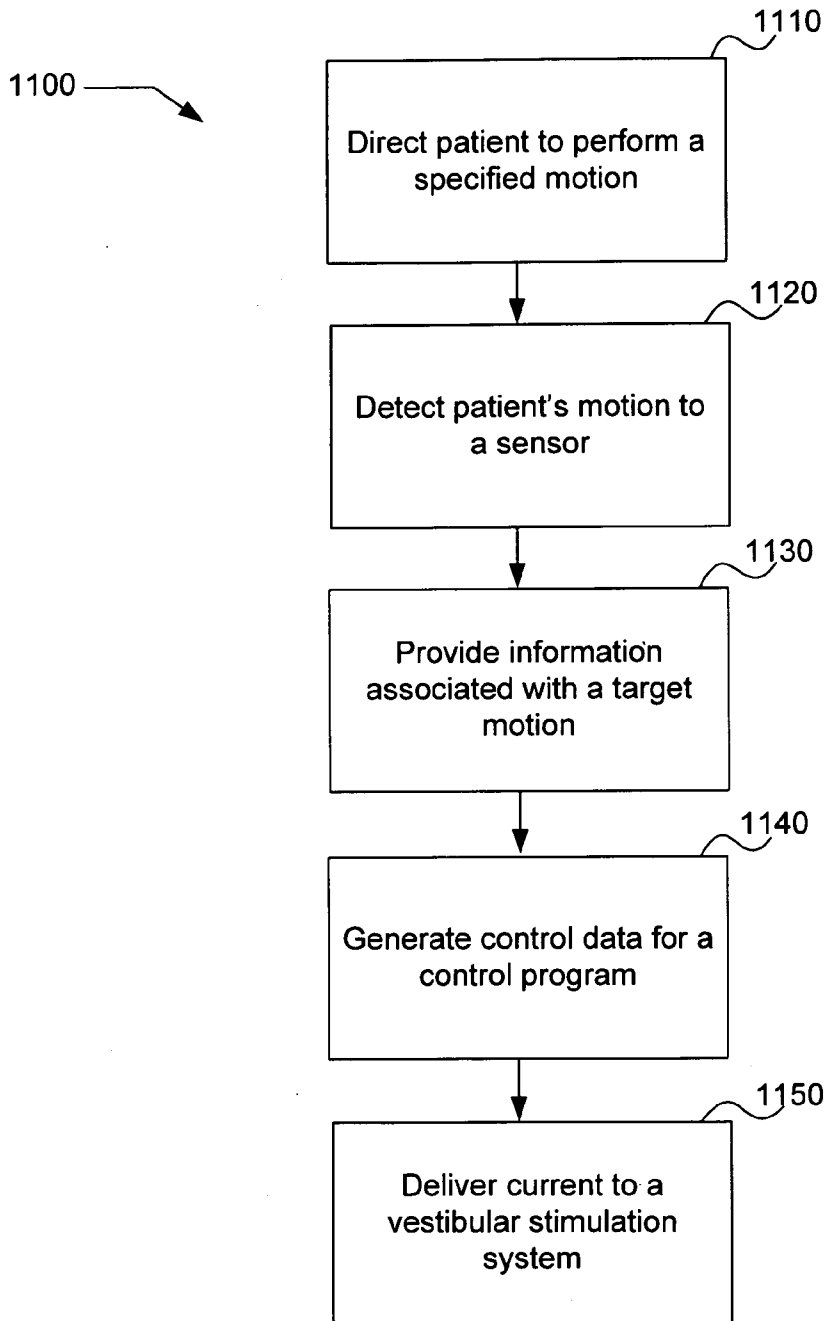 1110
1100
Direct patient to perform a
specified motion
1120
Detect patient's motion to
a sensor
1130
Provide information
associated with a target
motion
1140
Generate control data for a
control program
1150
Deliver current to a
vestibular stimulation
system